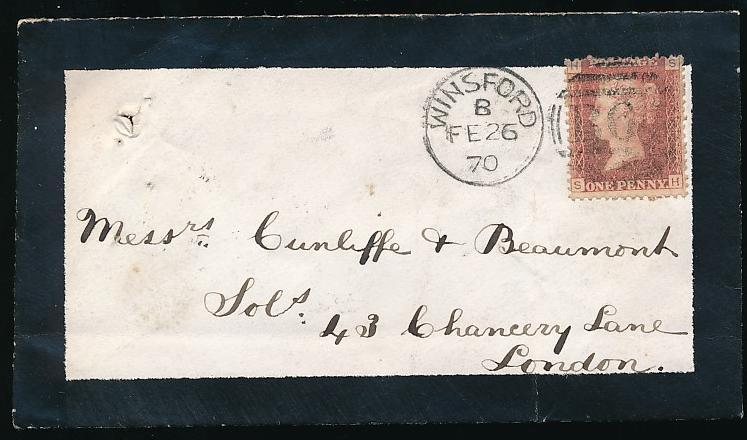 WINSFORD
B
FE 26
70
H S
S ONE PENNY H
Messrs. Cunliffe & Beaumont
Sols.
43 Chancery Lane
London.